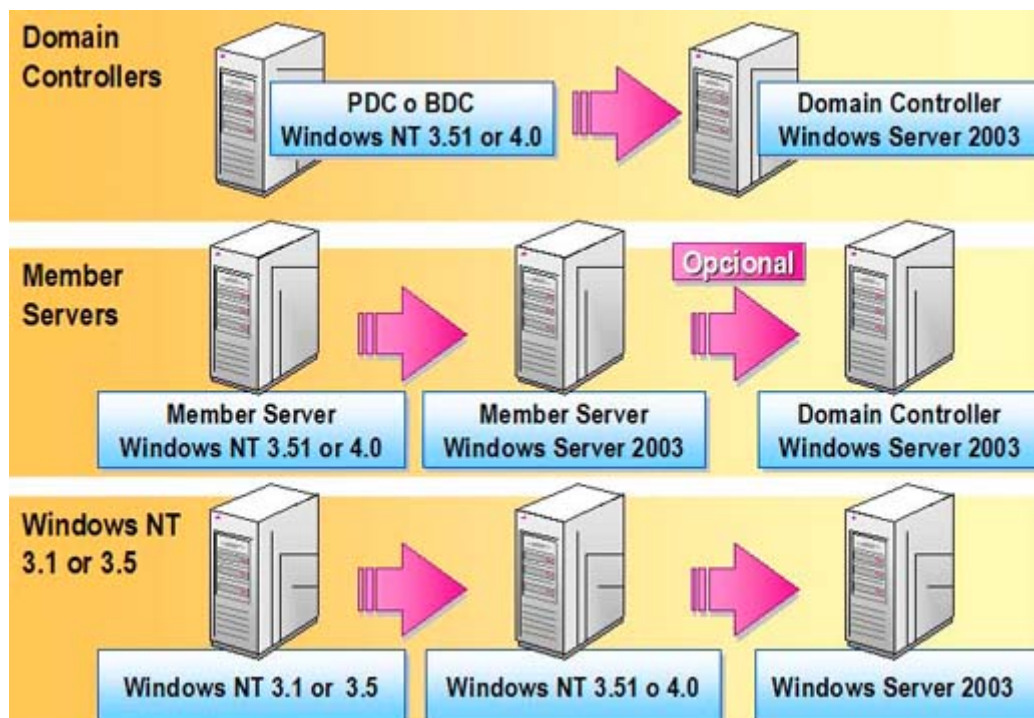 Domain
Controllers
PDC o BDC
Windows NT 3.51 or 4.0
Domain Controller
Windows Server 2003
Member
Servers
Opcional
Member Server
Windows NT 3.51 or 4.0
Member Server
Windows Server 2003
Domain Controller
Windows Server 2003
Windows NT
3.1 or 3.5
Windows NT 3.1 or 3.5
Windows NT 3.51 o 4.0
Windows Server 2003